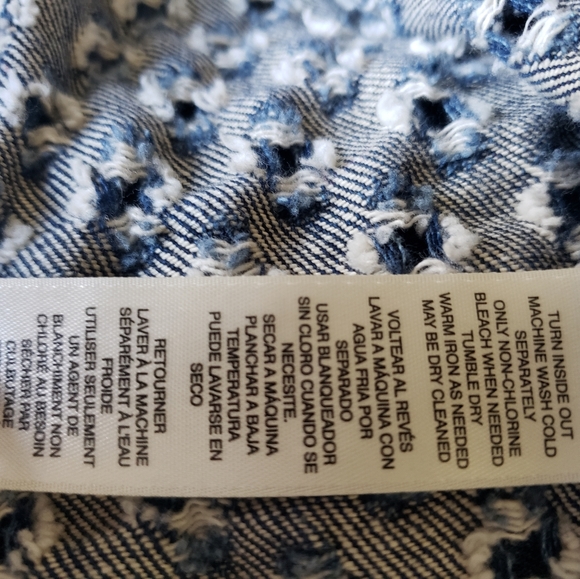 TURN INSIDE OUT
MACHINE WASH COLD
SEPARATELY
ONLY NON-CHLORINE
BLEACH WHEN NEEDED
TUMBLE DRY
WARM IRON AS NEEDED
MAY BE DRY CLEANED
VOLTEAR AL REVÉS
LAVAR A MÁQUINA CON
AGUA FRIA POR
SEPARADO
USAR BLANQUEADOR
SIN CLORO CUANDO SE
NECESITE.
SECAR A MÁQUINA
PLANCHAR A BAJA
TEMPERATURA
PUEDE LAVARSE EN
SECO
RETOURNER
LAVER À LA MACHINE
SÉPARÉMENT À L'EAU
FROIDE
UTILISER SEULEMENT
UN AGENT DE
BLANCHIMENT NON
CHLORÉ AU BESOIN
SÉCHER PAR
CULBUTAGE